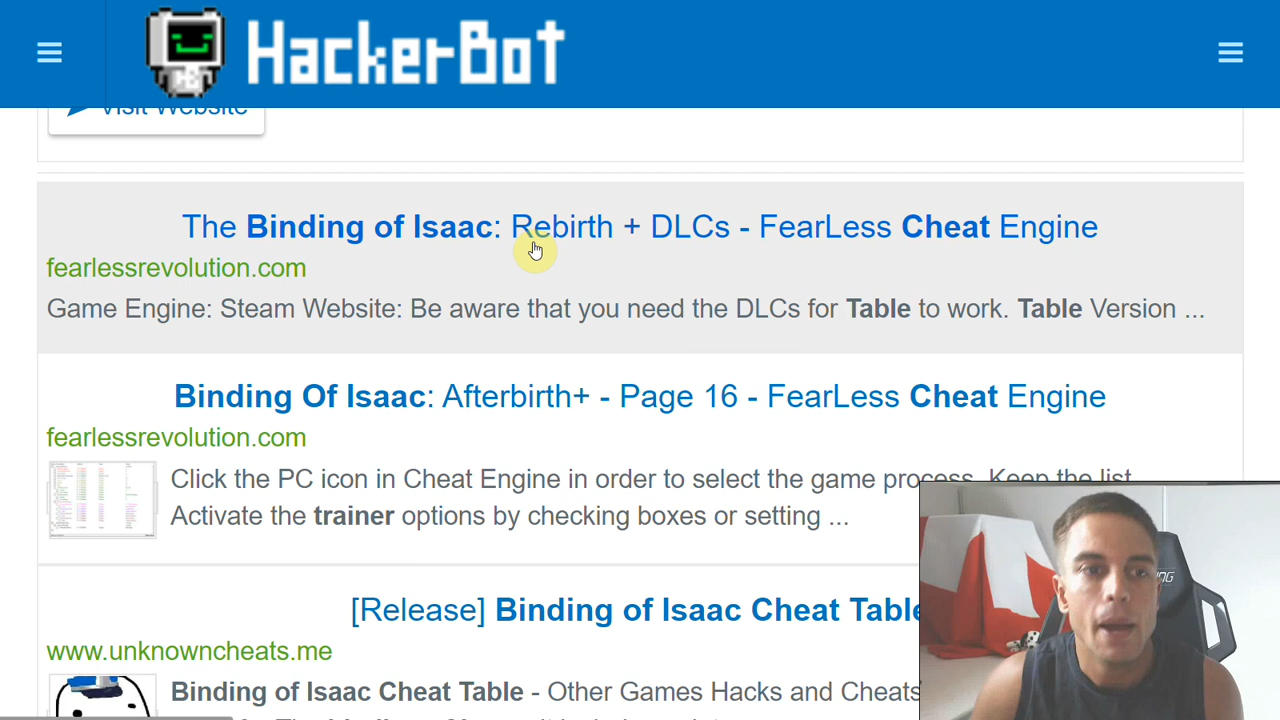 HackerBot
Visit Website
The Binding of Isaac: Rebirth + DLCs - FearLess Cheat Engine
fearlessrevolution.com
Game Engine: Steam Website: Be aware that you need the DLCs for Table to work. Table Version ...
Binding Of Isaac: Afterbirth+ - Page 16 - FearLess Cheat Engine
fearlessrevolution.com
Click the PC icon in Cheat Engine in order to select the game process. Keep the list.
Activate the trainer options by checking boxes or setting ...
[Release] Binding of Isaac Cheat Table
www.unknowncheats.me
Binding of Isaac Cheat Table - Other Games Hacks and Cheats